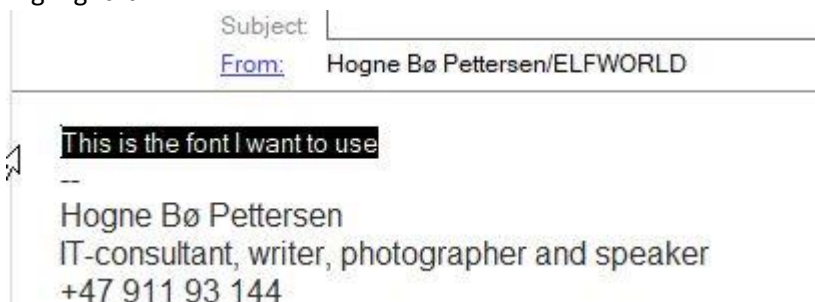 Subject:
From: Hogne Bø Pettersen/ELFWORLD
This is the font I want to use
--
Hogne Bø Pettersen
IT-consultant, writer, photographer and speaker
+47 911 93 144